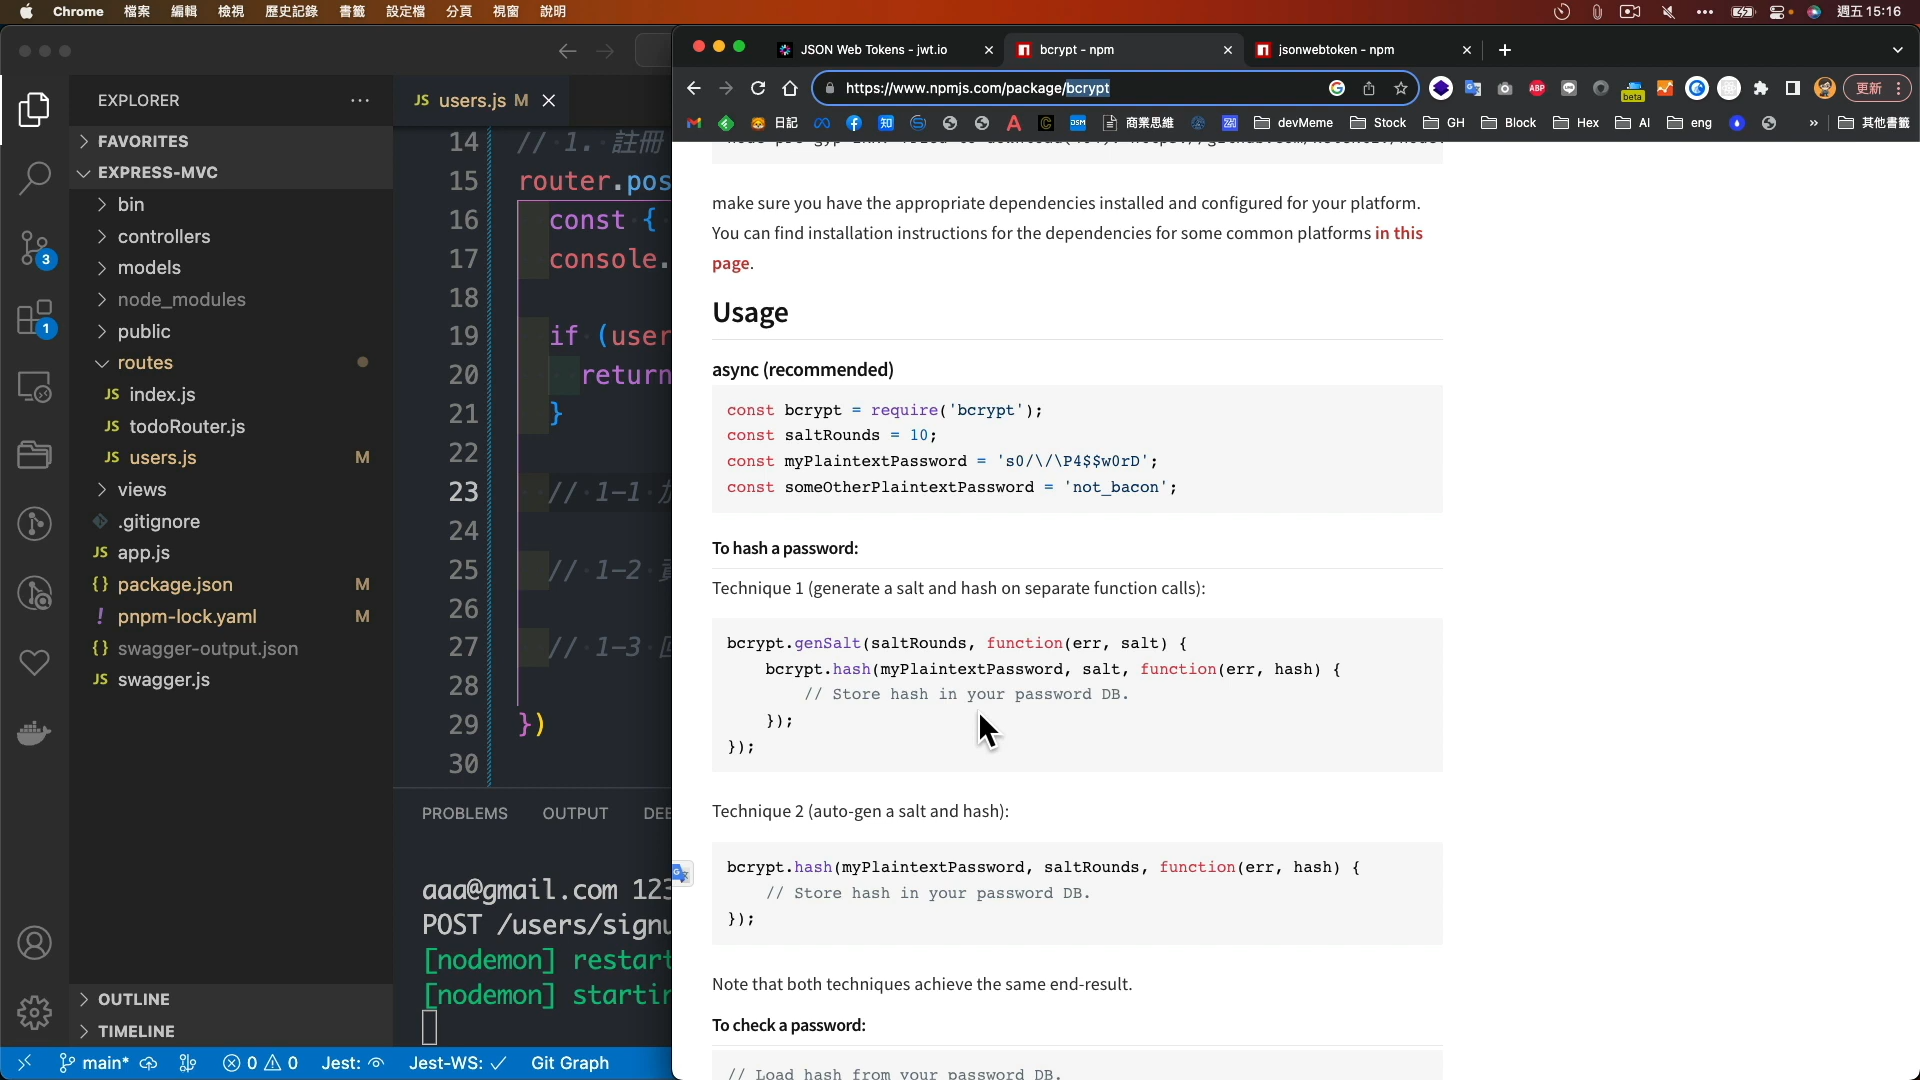 Chrome 檔案 編輯 檢視 歷史記錄 書籤 設定檔 分頁 視窗 說明 週五 15:16
EXPLORER
FAVORITES
EXPRESS-MVC
bin
controllers
models
node_modules
public
routes
JS index.js
JS todoRouter.js
JS users.js M
views
.gitignore
JS app.js
{} package.json M
! pnpm-lock.yaml M
{} swagger-output.json
JS swagger.js
OUTLINE
TIMELINE
3
1
JS users.js M
14 // 1. 註冊
15 router.pos
16 const {
17 console.
18
19 if (user
20 return
21 }
22
23 // 1-1
24
25 // 1-2
26
27 // 1-3
28
29 })
30
PROBLEMS OUTPUT
aaa@gmail.com 123
POST /users/signu
[nodemon] restart
[nodemon] startin
main* 0 0 Jest: Jest-WS: Git Graph
JSON Web Tokens - jwt.io
bcrypt - npm
jsonwebtoken - npm
https://www.npmjs.com/package/bcrypt
ABP beta 更新
日記 知 DSM 商業思維 devMeme Stock GH Block Hex AI eng » 其他書籤
make sure you have the appropriate dependencies installed and configured for your platform.
You can find installation instructions for the dependencies for some common platforms in this
page.
Usage
async (recommended)
const bcrypt = require('bcrypt');
const saltRounds = 10;
const myPlaintextPassword = 's0/\/\P4$$w0rD';
const someOtherPlaintextPassword = 'not_bacon';
To hash a password:
Technique 1 (generate a salt and hash on separate function calls):
bcrypt.genSalt(saltRounds, function(err, salt) {
bcrypt.hash(myPlaintextPassword, salt, function(err, hash) {
// Store hash in your password DB.
});
});
Technique 2 (auto-gen a salt and hash):
bcrypt.hash(myPlaintextPassword, saltRounds, function(err, hash) {
// Store hash in your password DB.
});
Note that both techniques achieve the same end-result.
To check a password:
// Load hash from your password DB.